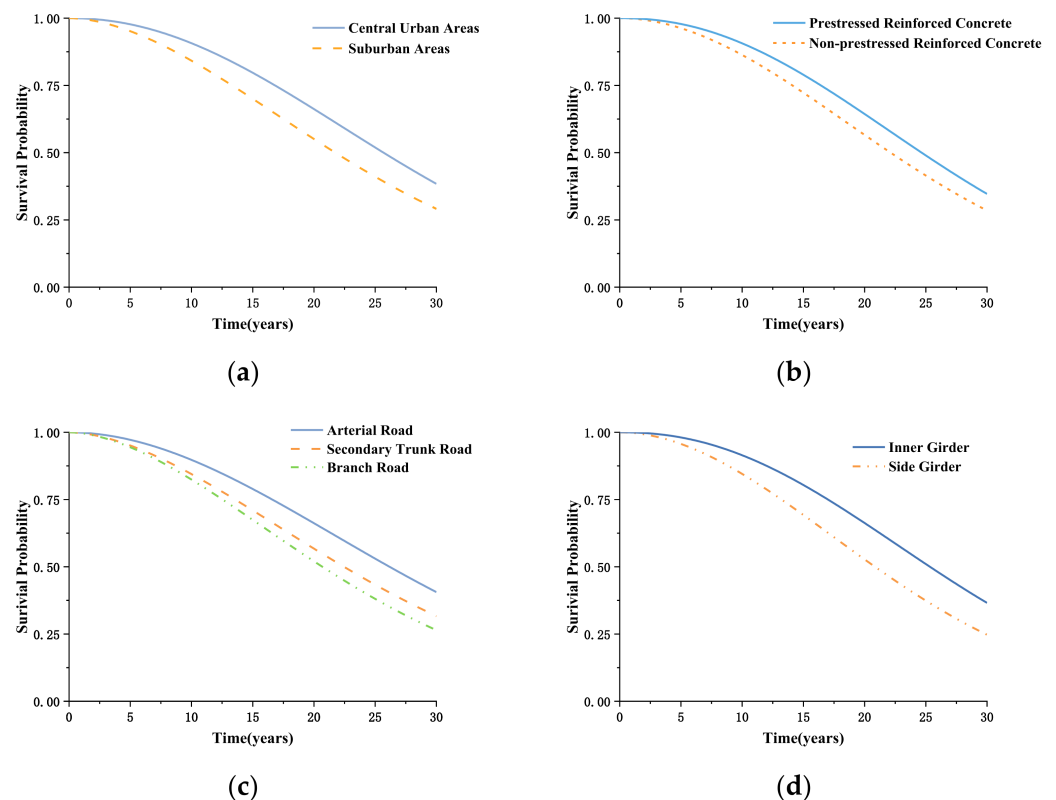 Central Urban Areas
Suburban Areas
Survival Probability
1. 00
0. 75
0. 50
0. 25
0. 00
0 5 10 15 20 25 30
Time(years)
(a)
Prestressed Reinforced Concrete
Non-prestressed Reinforced Concrete
Surivial Probability
1. 00
0. 75
0. 50
0. 25
0. 00
0 5 10 15 20 25 30
Time(years)
(b)
Arterial Road
Secondary Trunk Road
Branch Road
Surivial Probability
1. 00
0. 75
0. 50
0. 25
0. 00
0 5 10 15 20 25 30
Time(years)
(c)
Inner Girder
Side Girder
Surivial Probability
1. 00
0. 75
0. 50
0. 25
0. 00
0 5 10 15 20 25 30
Time(years)
(d)